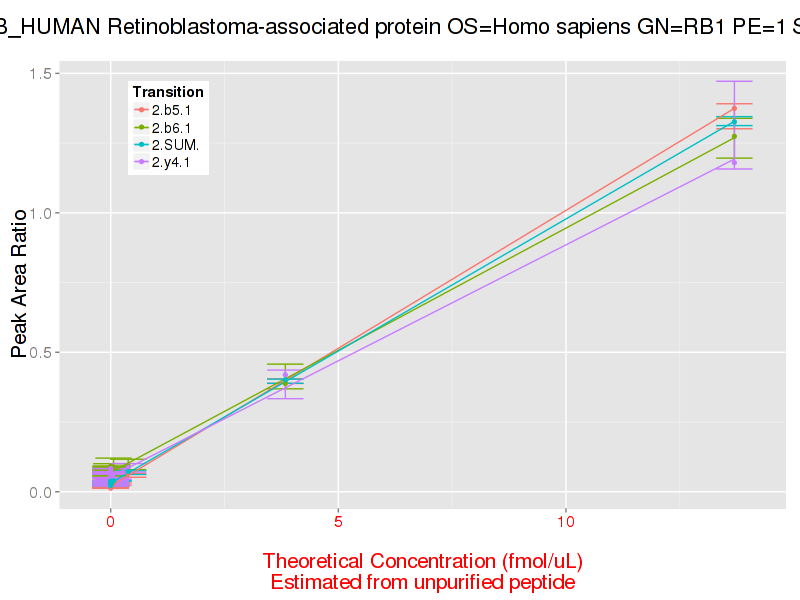 B_HUMAN Retinoblastoma-associated protein OS=Homo sapiens GN=RB1 PE=1 S
1.5
1.0
0.5
0.0
Peak Area Ratio
Transition
2.b5.1
2.b6.1
2.SUM.
2.y4.1
0 5 10
Theoretical Concentration (fmol/uL)
Estimated from unpurified peptide